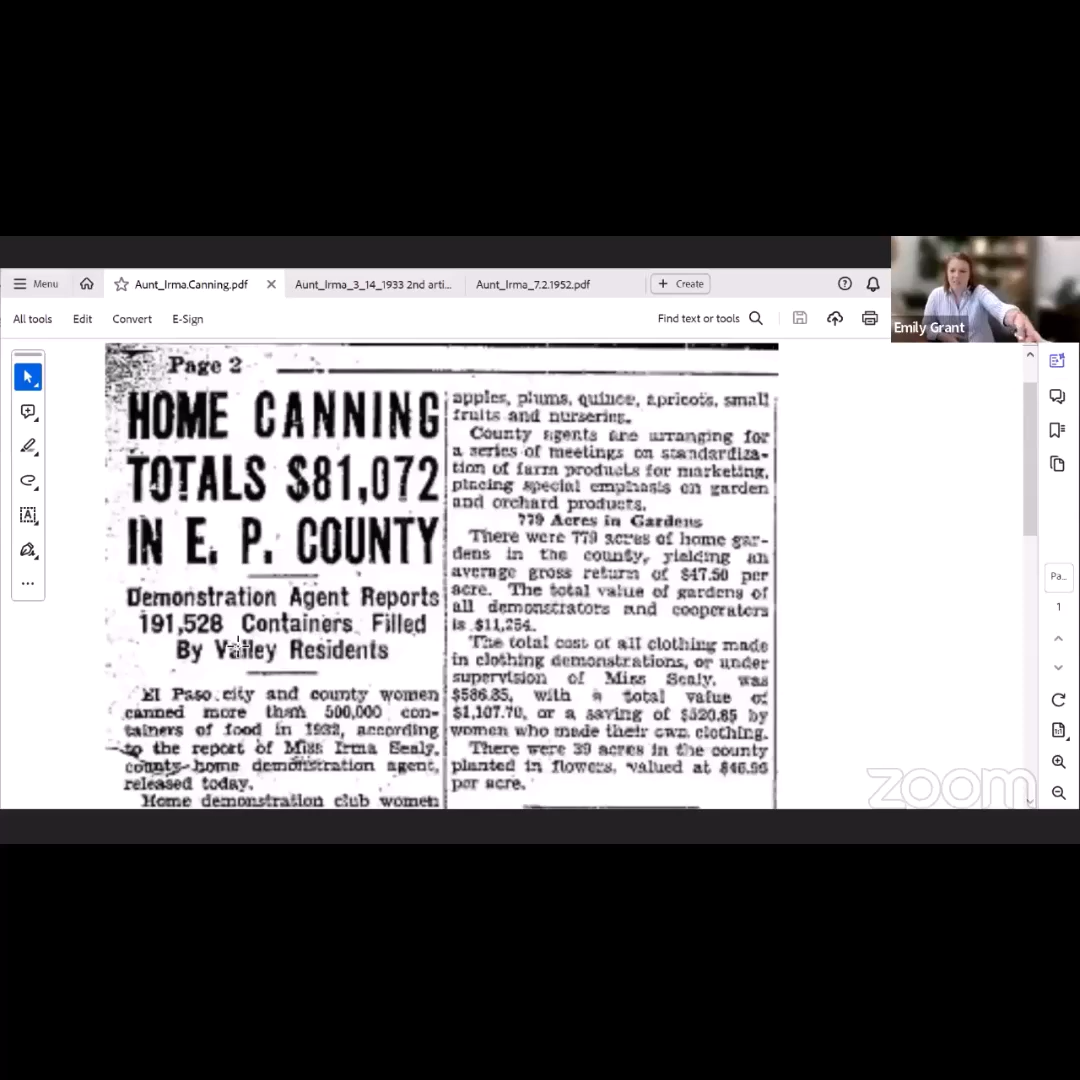 Menu
Aunt_Irma.Canning.pdf
Aunt_Irma_3_14_1933 2nd arti...
Aunt_Irma_7.2.1952.pdf
Create
All tools
Edit
Convert
E-Sign
Find text or tools
Emily Grant
Page 2
HOME CANNING
TOTALS $81,072
IN E. P. COUNTY
Demonstration Agent Reports
191,528 Containers Filled
By Valley Residents
El Paso city and county women
canned more than 500,000 con-
tainers of food in 1932, according
to the report of Miss Irma Sealy,
county home demonstration agent,
released today.
Home demonstration club women
apples, plums, quince, apricots, small
fruits and nurseries.
County agents are arranging for
a series of meetings on standardiza-
tion of farm products for marketing,
placing special emphasis on garden
and orchard products.
779 Acres in Gardens
There were 779 acres of home gar-
dens in the county, yielding an
average gross return of $47.50 per
acre. The total value of gardens of
all demonstrators and cooperators
is $11,254.
The total cost of all clothing made
in clothing demonstrations, or under
supervision of Miss Sealy, was
$586.85, with a total value of
$1,107.70, or a saving of $520.85 by
women who made their own clothing.
There were 39 acres in the county
planted in flowers, valued at
per acre.
Pa...
1
zoom